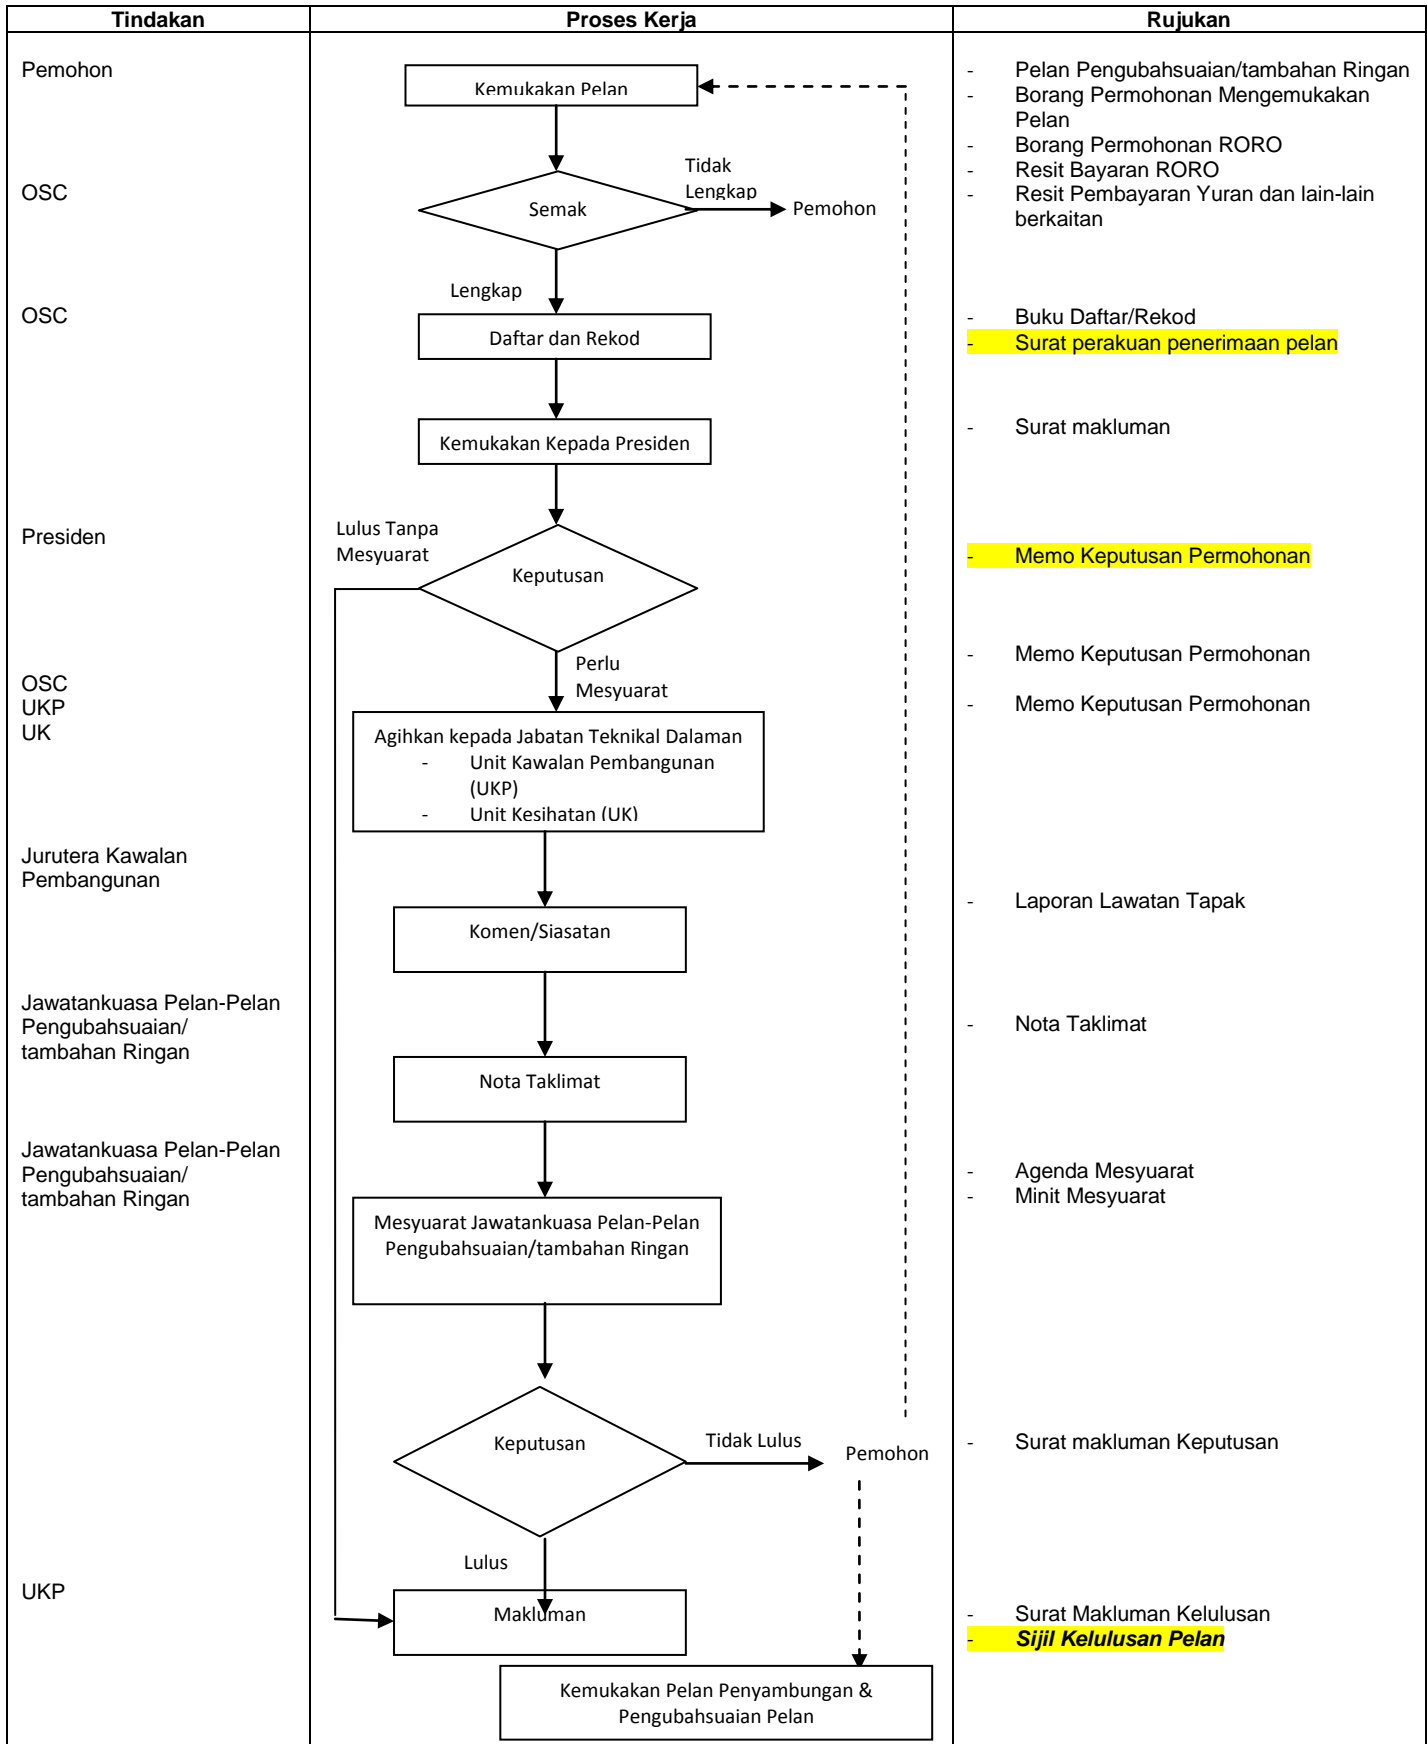 Tindakan
Proses Kerja
Rujukan
Pemohon
Kemukakan Pelan
- Pelan Pengubahsuaian/tambahan Ringan
- Borang Permohonan Mengemukakan
Pelan
- Borang Permohonan RORO
- Resit Bayaran RORO
- Resit Pembayaran Yuran dan lain-lain
berkaitan
OSC
Semak
Tidak
Lengkap
Pemohon
Lengkap
OSC
Daftar dan Rekod
- Buku Daftar/Rekod
- Surat perakuan penerimaan pelan
Kemukakan Kepada Presiden
- Surat makluman
Presiden
Lulus Tanpa
Mesyuarat
Keputusan
- Memo Keputusan Permohonan
Perlu
Mesyuarat
- Memo Keputusan Permohonan
OSC
UKP
UK
- Memo Keputusan Permohonan
Agihkan kepada Jabatan Teknikal Dalaman
- Unit Kawalan Pembangunan
(UKP)
- Unit Kesihatan (UK)
Jurutera Kawalan
Pembangunan
Komen/Siasatan
- Laporan Lawatan Tapak
Jawatankuasa Pelan-Pelan
Pengubahsuaian/
tambahan Ringan
Nota Taklimat
- Nota Taklimat
Jawatankuasa Pelan-Pelan
Pengubahsuaian/
tambahan Ringan
Mesyuarat Jawatankuasa Pelan-Pelan
Pengubahsuaian/tambahan Ringan
- Agenda Mesyuarat
- Minit Mesyuarat
Keputusan
Tidak Lulus
Pemohon
- Surat makluman Keputusan
Lulus
UKP
Makluman
- Surat Makluman Kelulusan
- Sijil Kelulusan Pelan
Kemukakan Pelan Penyambungan &
Pengubahsuaian Pelan